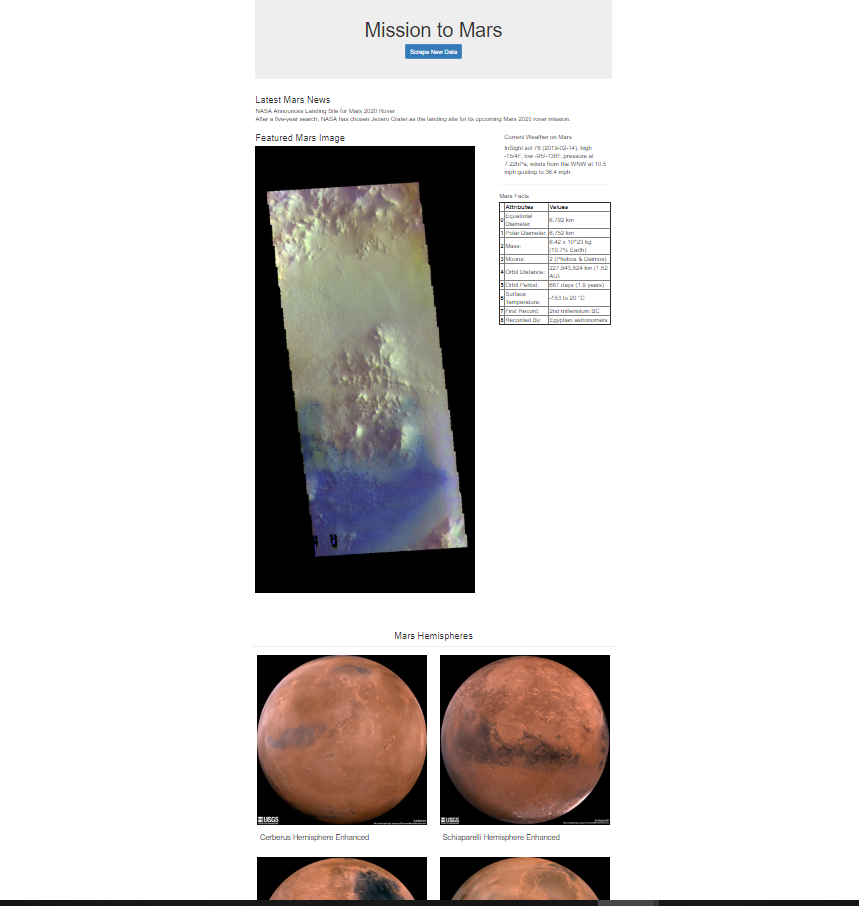 Mission to Mars
Scrape New Data
Latest Mars News
NASA Announces Landing Site for Mars 2020 Rover
After a five-year search, NASA has chosen Jezero Crater as the landing site for its upcoming Mars 2020 rover mission.
Featured Mars Image
Current Weather on Mars
InSight sol 78 (2019-02-14), high
-15/4F, low -95/-138F, pressure at
7.22hPa, winds from the WNW at 10.5
mph gusting to 36.4 mph
Mars Facts
Attributes Values
0 Equatorial Diameter: 6,792 km
1 Polar Diameter: 6,752 km
2 Mass: 6.42 x 10^23 kg (10.7% Earth)
3 Moons: 2 (Phobos & Deimos)
4 Orbit Distance: 227,943,824 km (1.52 AU)
5 Orbit Period: 687 days (1.9 years)
6 Surface Temperature: -153 to 20 °C
7 First Record: 2nd millennium BC
8 Recorded By: Egyptian astronomers
Mars Hemispheres
USGS
USGS
Cerberus Hemisphere Enhanced
Schiaparelli Hemisphere Enhanced